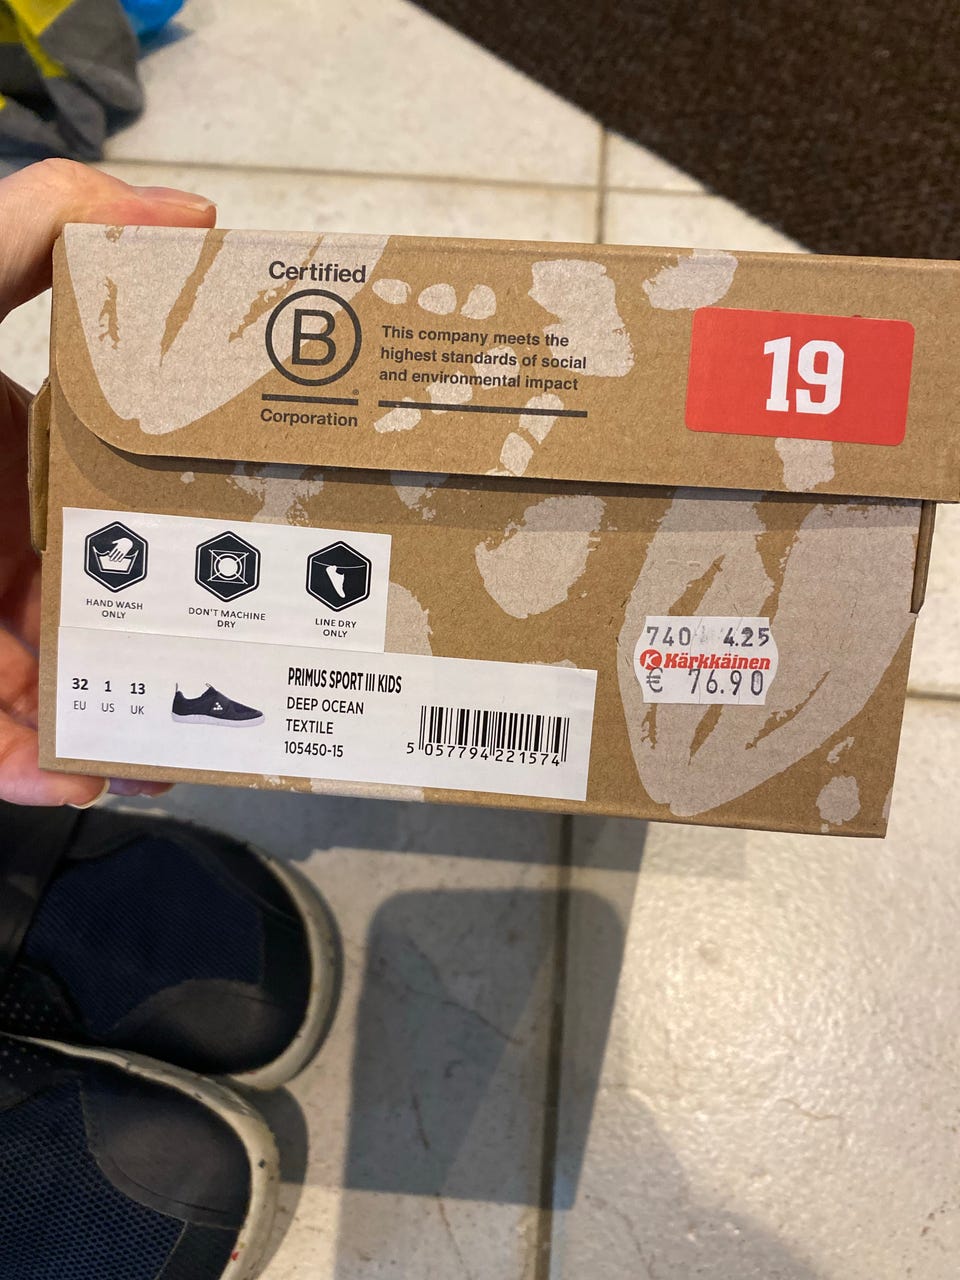 Certified
B
®
Corporation
This company meets the
highest standards of social
and environmental impact
19
HAND WASH
ONLY
DON'T MACHINE
DRY
LINE DRY
ONLY
32 1 13
EU US UK
PRIMUS SPORT III KIDS
DEEP OCEAN
TEXTILE
105450-15
5 057794 221574
740 4.25
K Kärkkäinen
€ 76.90